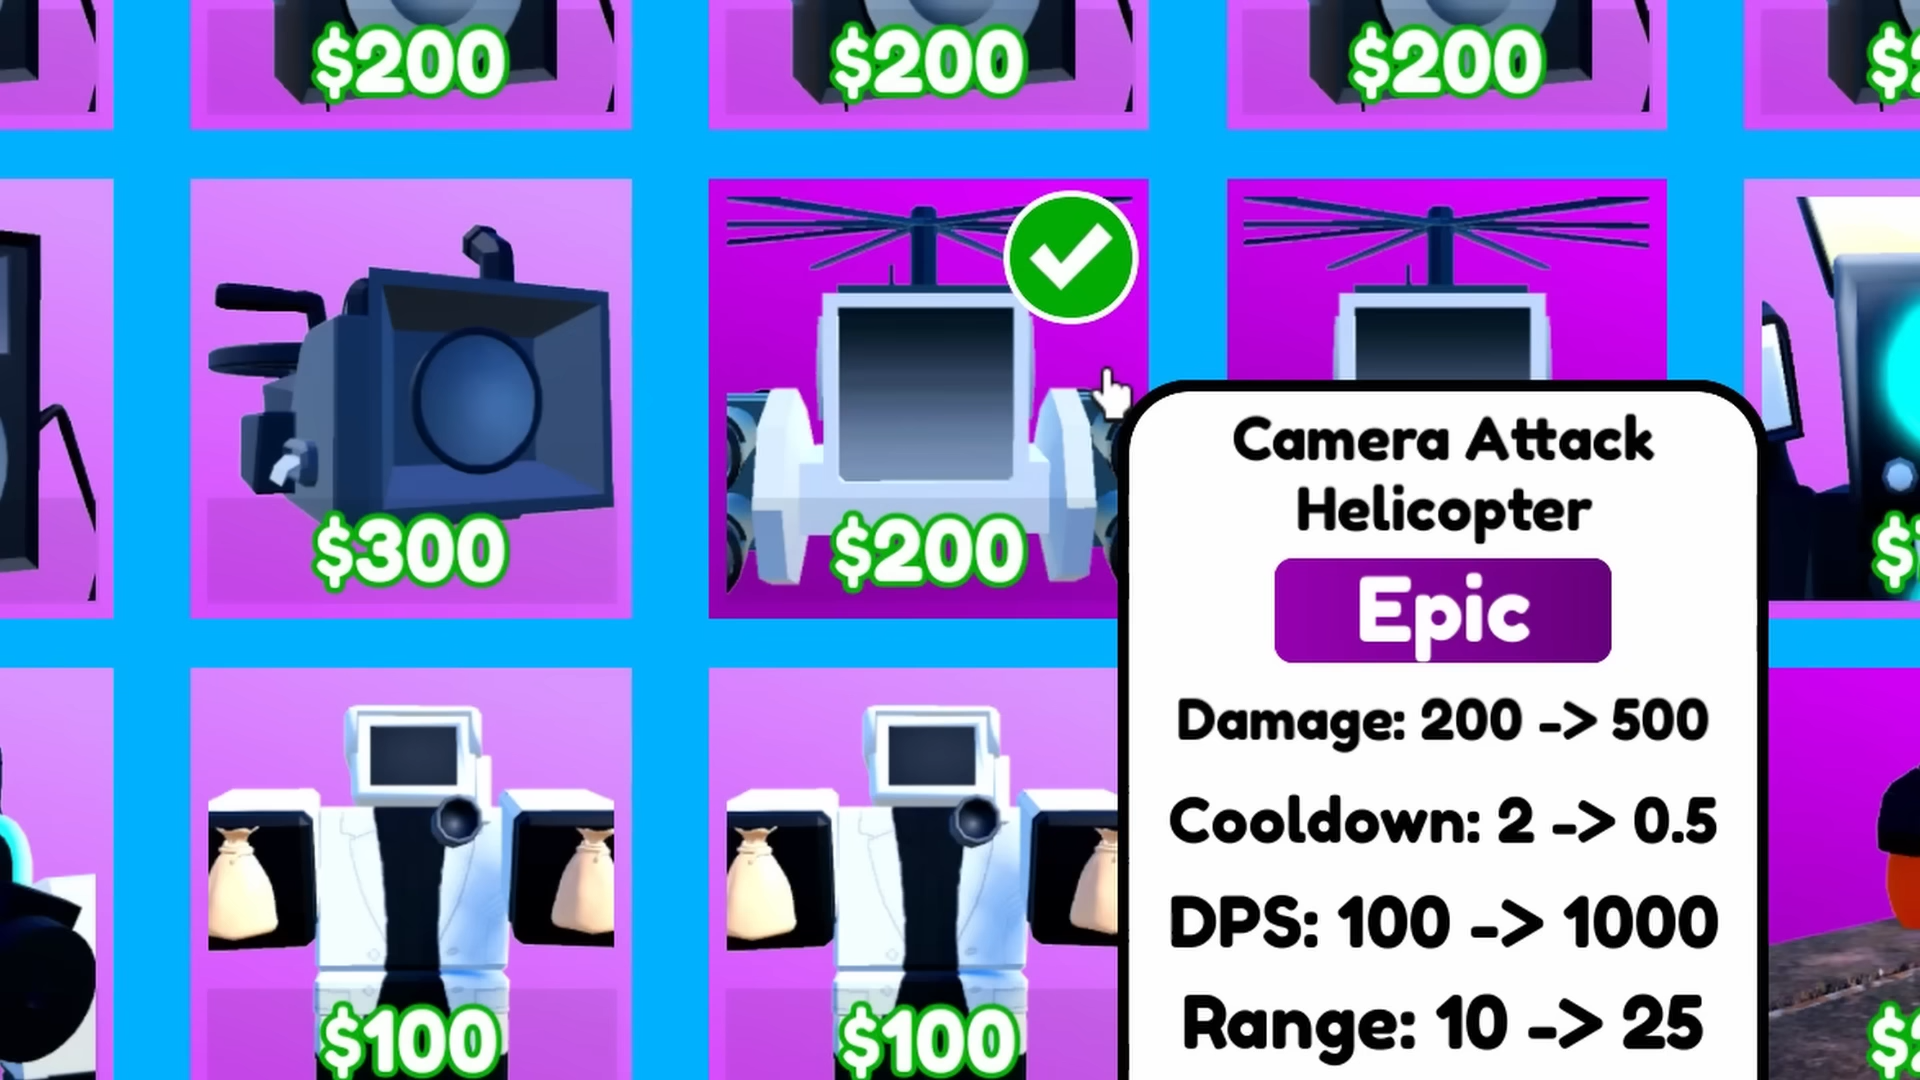 $200
$200
$200
$300
$200
Camera Attack
Helicopter
Epic
Damage: 200 -> 500
Cooldown: 2 -> 0.5
DPS: 100 -> 1000
Range: 10 -> 25
$100
$100